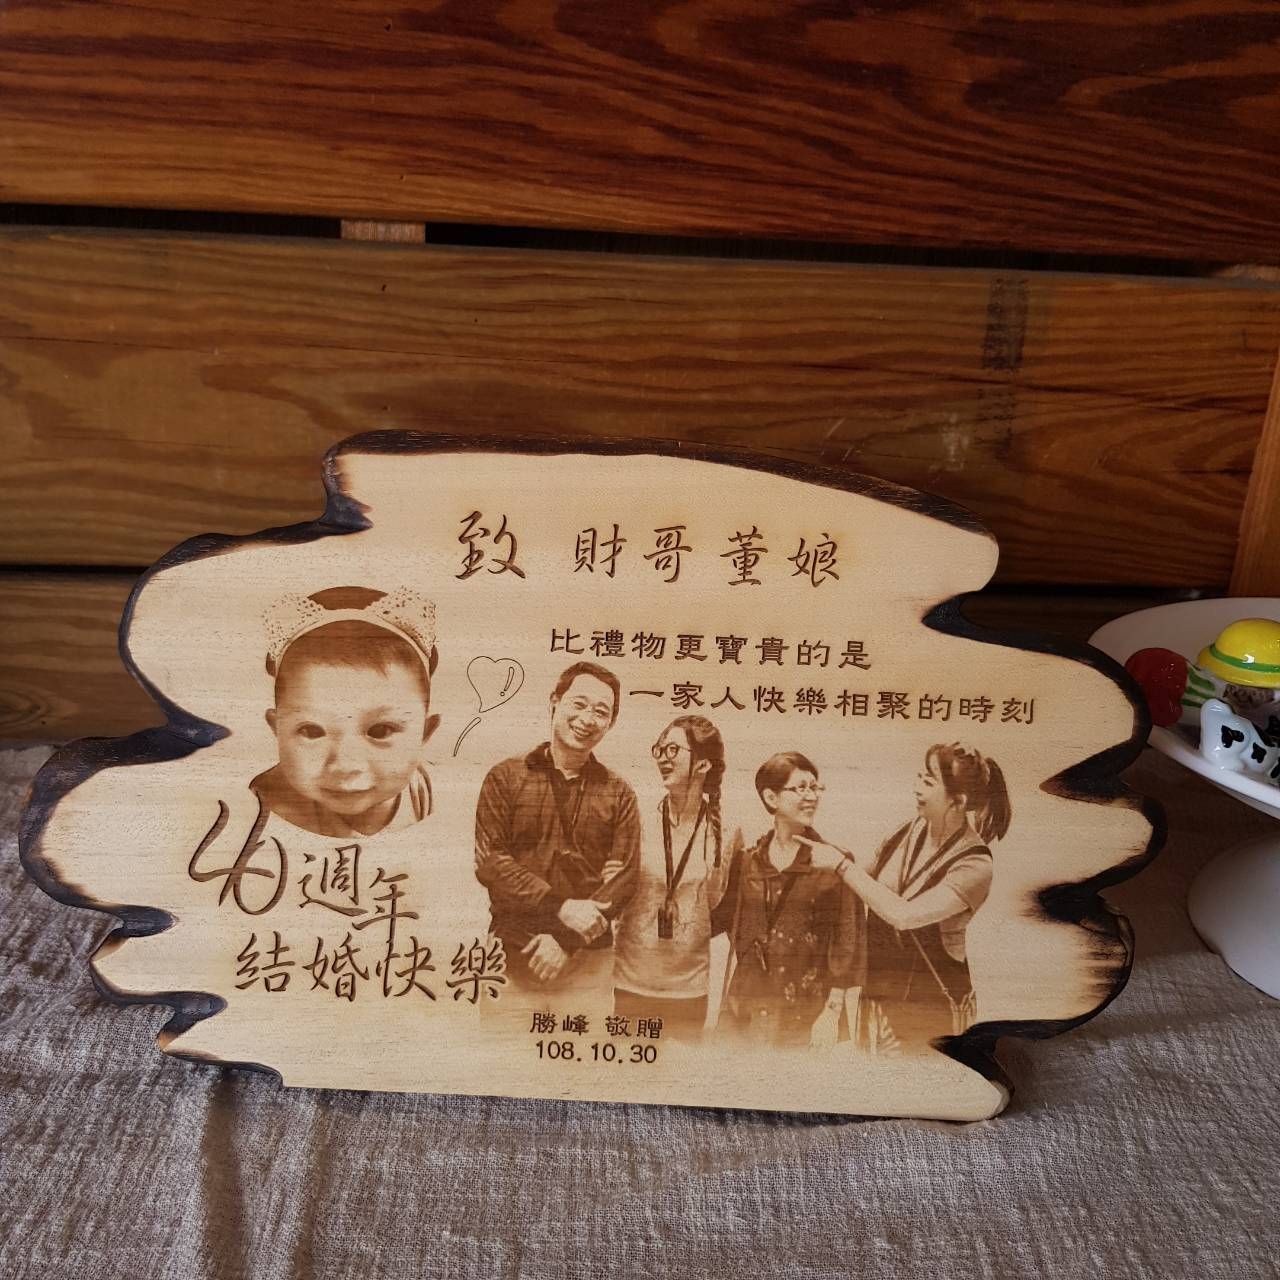 致 財哥董娘
比禮物更寶貴的是
一家人快樂相聚的時刻
40週年
結婚快樂
勝峰 敬贈
108.10.30